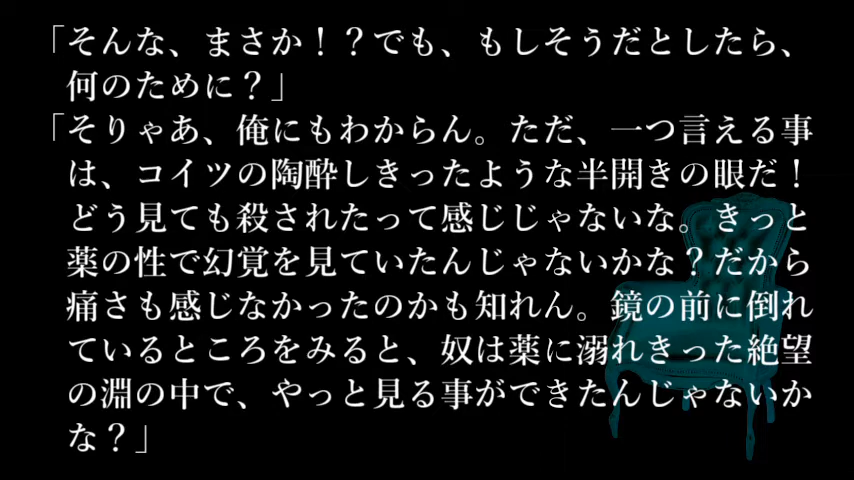 「そんな、まさか！？でも、もしそうだとしたら、
何のために？」
「そりゃあ、俺にもわからん。ただ、一つ言える事
は、コイツの陶酔しきったような半開きの眼だ！
どう見ても殺されたって感じじゃないな。きっと
薬の性で幻覚を見ていたんじゃないかな？だから
痛さも感じなかったのかも知れん。鏡の前に倒れ
ているところをみると、奴は薬に溺れきった絶望
の淵の中で、やっと見る事ができたんじゃないか
な？」